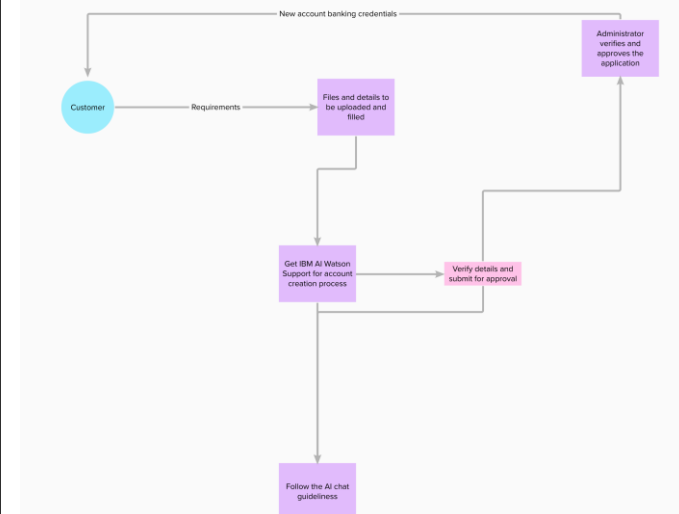 New account banking credentials
Administrator
verifies and
approves the
application
Customer
Requirements
Files and details to
be uploaded and
filled
Get IBM AI Watson
Support for account
creation process
Verify details and
submit for approval
Follow the AI chat
guideliness